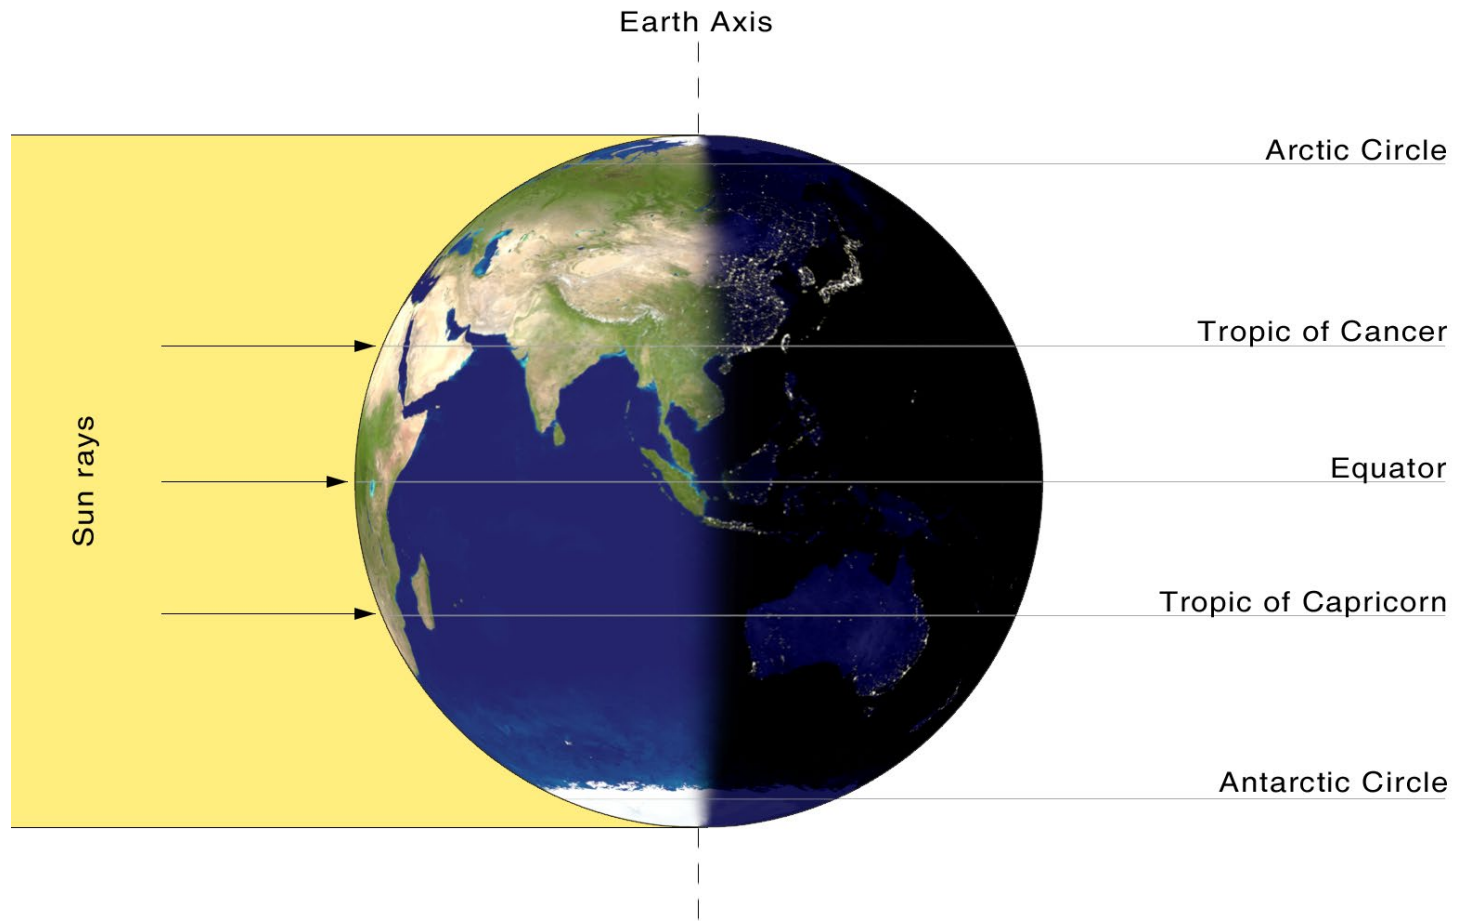 Earth Axis
Arctic Circle
Tropic of Cancer
Sun rays
Equator
Tropic of Capricorn
Antarctic Circle